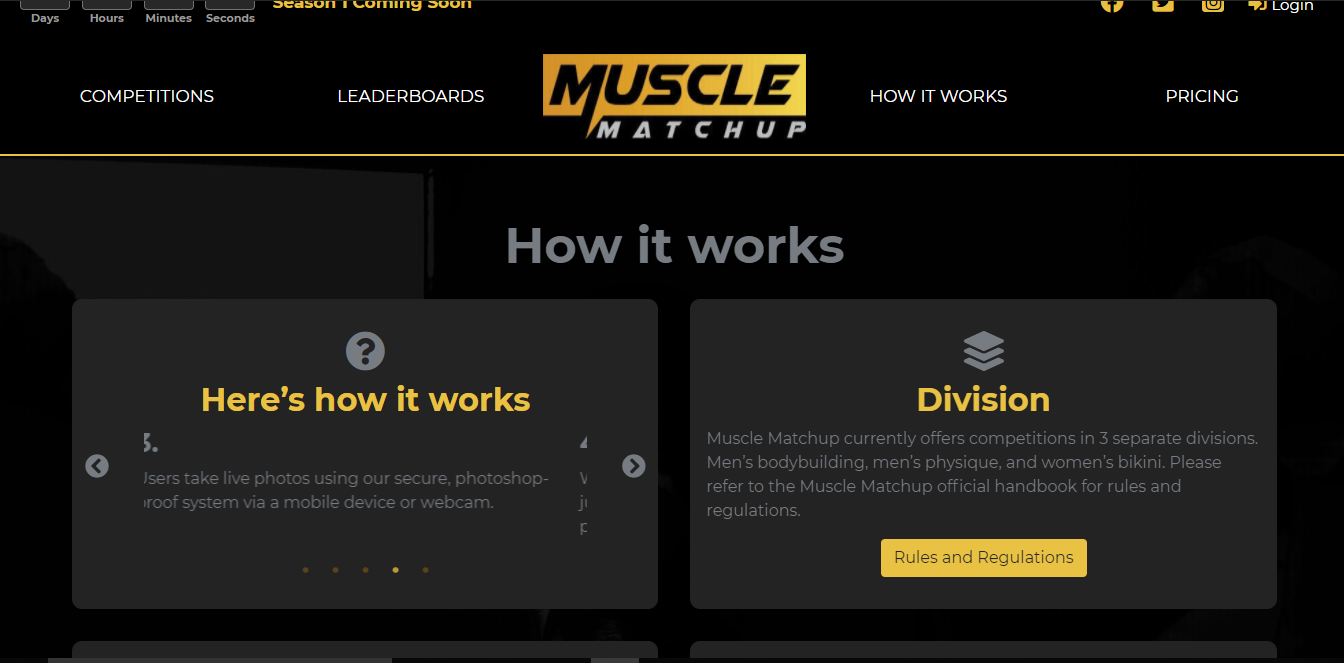 Season 1 Coming Soon
Login
Days Hours Minutes Seconds
COMPETITIONS
LEADERBOARDS
MUSCLE
MATCHUP
HOW IT WORKS
PRICING
How it works
Here's how it works
3.
take live photos using our secure, photoshop-
system via a mobile device or webcam.
Division
Muscle Matchup currently offers competitions in 3 separate divisions.
Men's bodybuilding, men's physique, and women's bikini. Please
refer to the Muscle Matchup official handbook for rules and
regulations.
Rules and Regulations